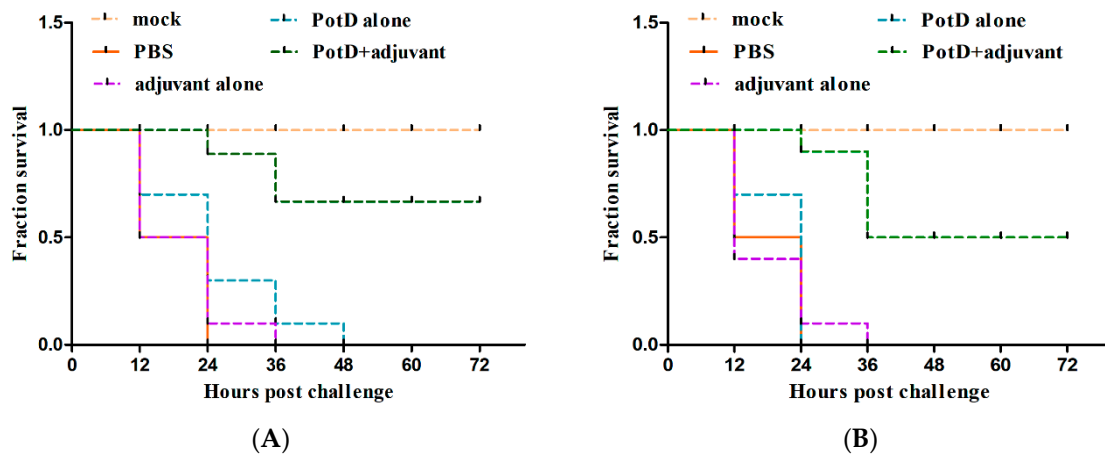 1.5
mock
PotD alone
PBS
PotD+adjuvant
adjuvant alone
1.0
0.5
0.0
Fraction survival
0 12 24 36 48 60 72
Hours post challenge
(A)
1.5
mock
PotD alone
PBS
PotD+adjuvant
adjuvant alone
1.0
0.5
0.0
Fraction survival
0 12 24 36 48 60 72
Hours post challenge
(B)